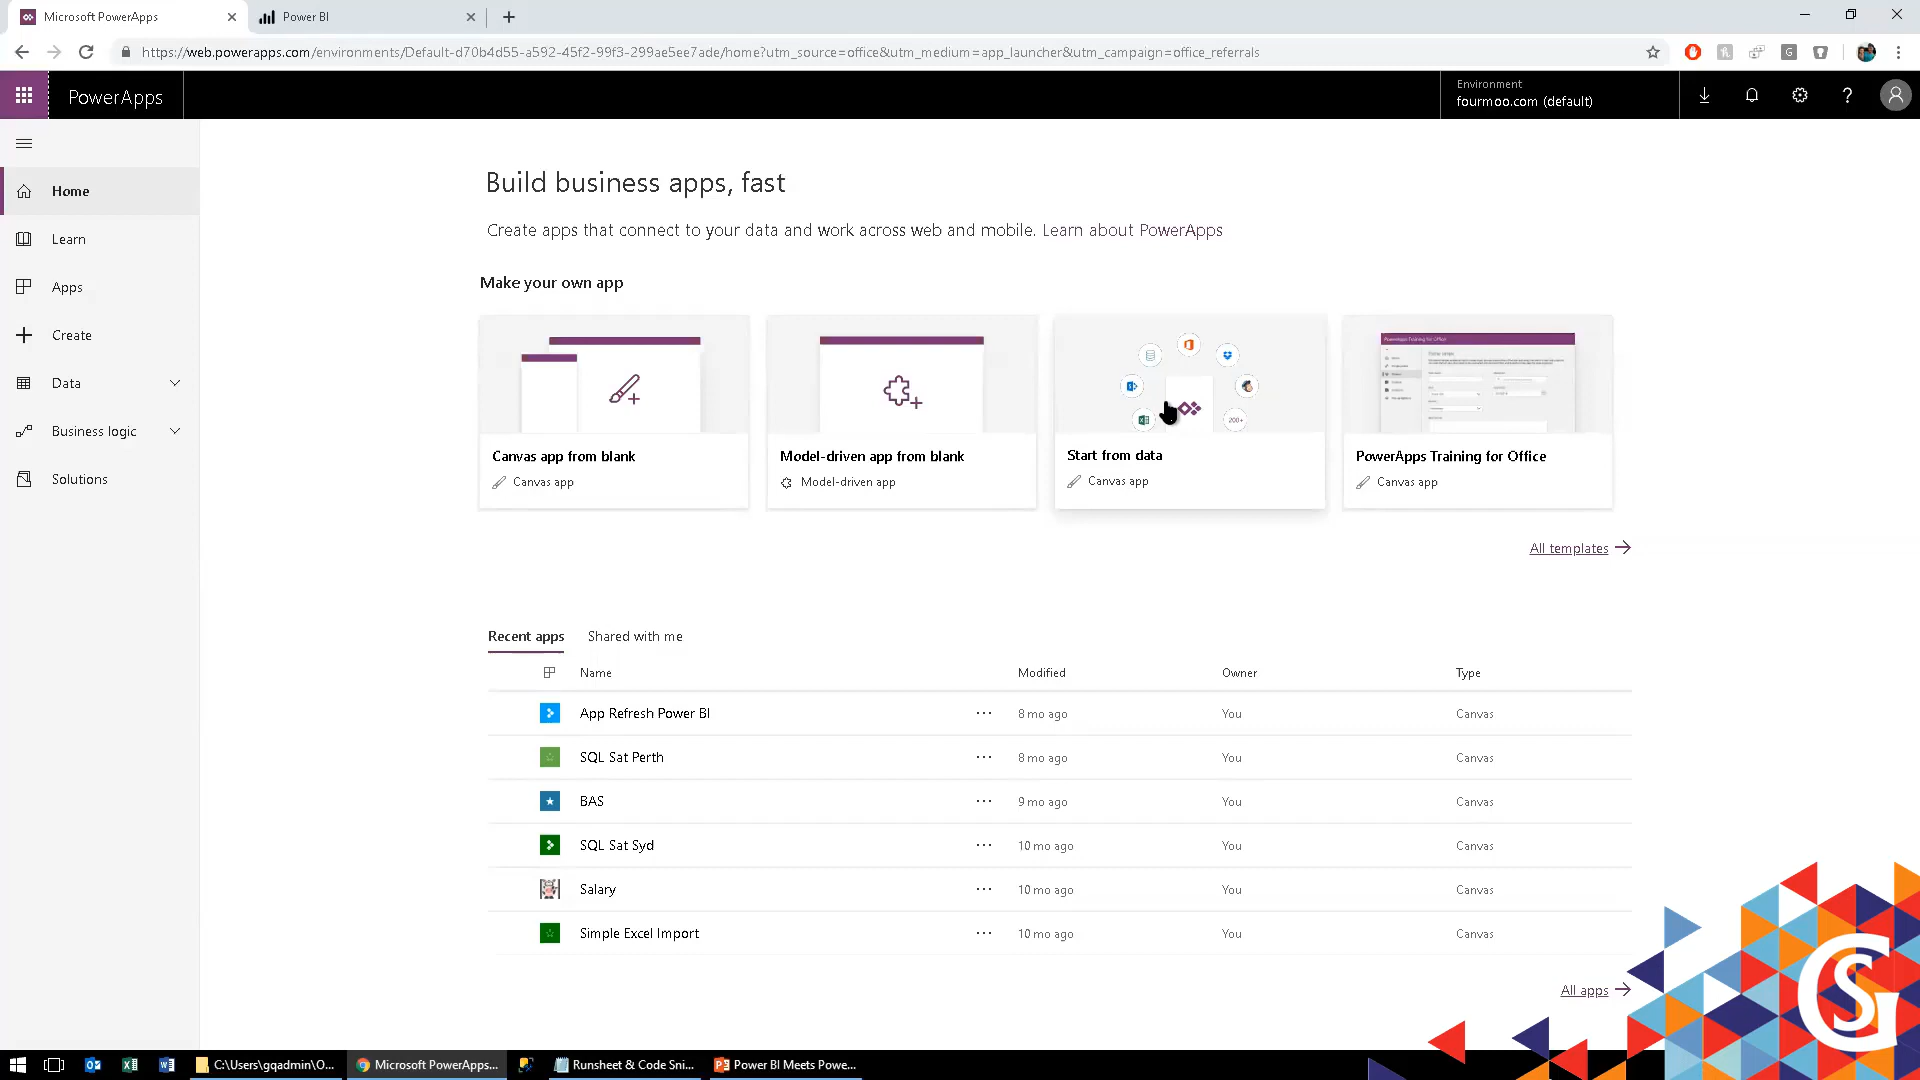 Microsoft PowerApps
Power BI
https://web.powerapps.com/environments/Default-d70b4d55-a592-45f2-99f3-299ae5ee7ade/home?utm_source=office&utm_medium=app_launcher&utm_campaign=office_referrals
PowerApps
Environment
fourmoo.com (default)
Home
Learn
Apps
Create
Data
Business logic
Solutions
Build business apps, fast
Create apps that connect to your data and work across web and mobile. Learn about PowerApps
Make your own app
200+
PowerApps Training for Office
Canvas app from blank
Canvas app
Model-driven app from blank
Model-driven app
Start from data
Canvas app
PowerApps Training for Office
Canvas app
All templates
Recent apps
Shared with me
Name Modified Owner Type
App Refresh Power BI ... 8 mo ago You Canvas
SQL Sat Perth ... 8 mo ago You Canvas
BAS ... 9 mo ago You Canvas
SQL Sat Syd ... 10 mo ago You Canvas
Salary ... 10 mo ago You Canvas
Simple Excel Import ... 10 mo ago You Canvas
All apps
GS
C:\Users\gqadmin\O...
Microsoft PowerApps...
Runsheet & Code Sni...
Power BI Meets Powe...